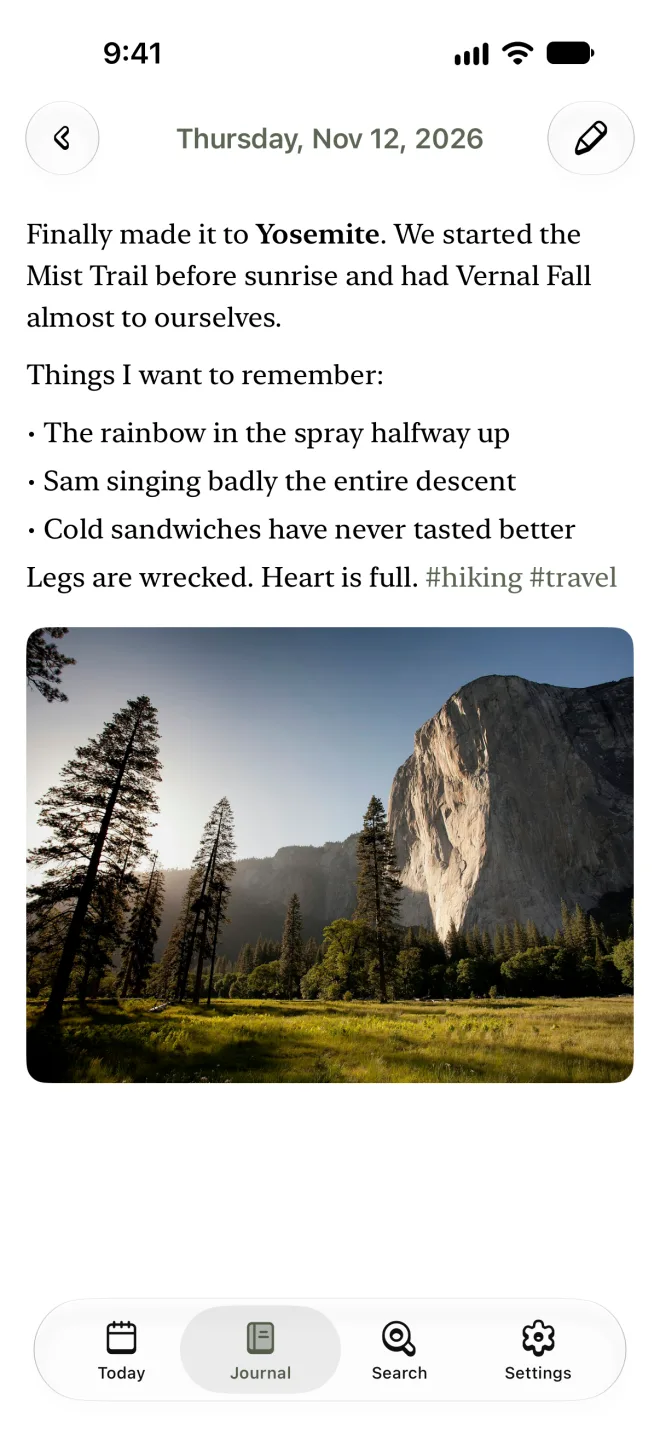 9:41
Thursday, Nov 12, 2026
Finally made it to Yosemite. We started the
Mist Trail before sunrise and had Vernal Fall
almost to ourselves.
Things I want to remember:
• The rainbow in the spray halfway up
• Sam singing badly the entire descent
• Cold sandwiches have never tasted better
Legs are wrecked. Heart is full. #hiking #travel
Today
Journal
Search
Settings